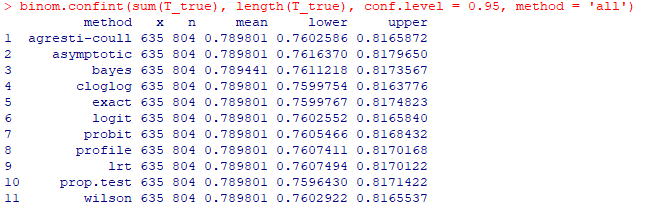 > binom.confint(sum(T_true), length(T_true), conf.level = 0.95, method = 'all')
method x n mean lower upper
1 agresti-coull 635 804 0.789801 0.7602586 0.8165872
2 asymptotic 635 804 0.789801 0.7616370 0.8179650
3 bayes 635 804 0.789441 0.7611218 0.8173567
4 cloglog 635 804 0.789801 0.7599754 0.8163776
5 exact 635 804 0.789801 0.7599767 0.8174823
6 logit 635 804 0.789801 0.7602552 0.8165840
7 probit 635 804 0.789801 0.7605466 0.8168432
8 profile 635 804 0.789801 0.7607411 0.8170168
9 lrt 635 804 0.789801 0.7607494 0.8170122
10 prop.test 635 804 0.789801 0.7596430 0.8171422
11 wilson 635 804 0.789801 0.7602922 0.8165537